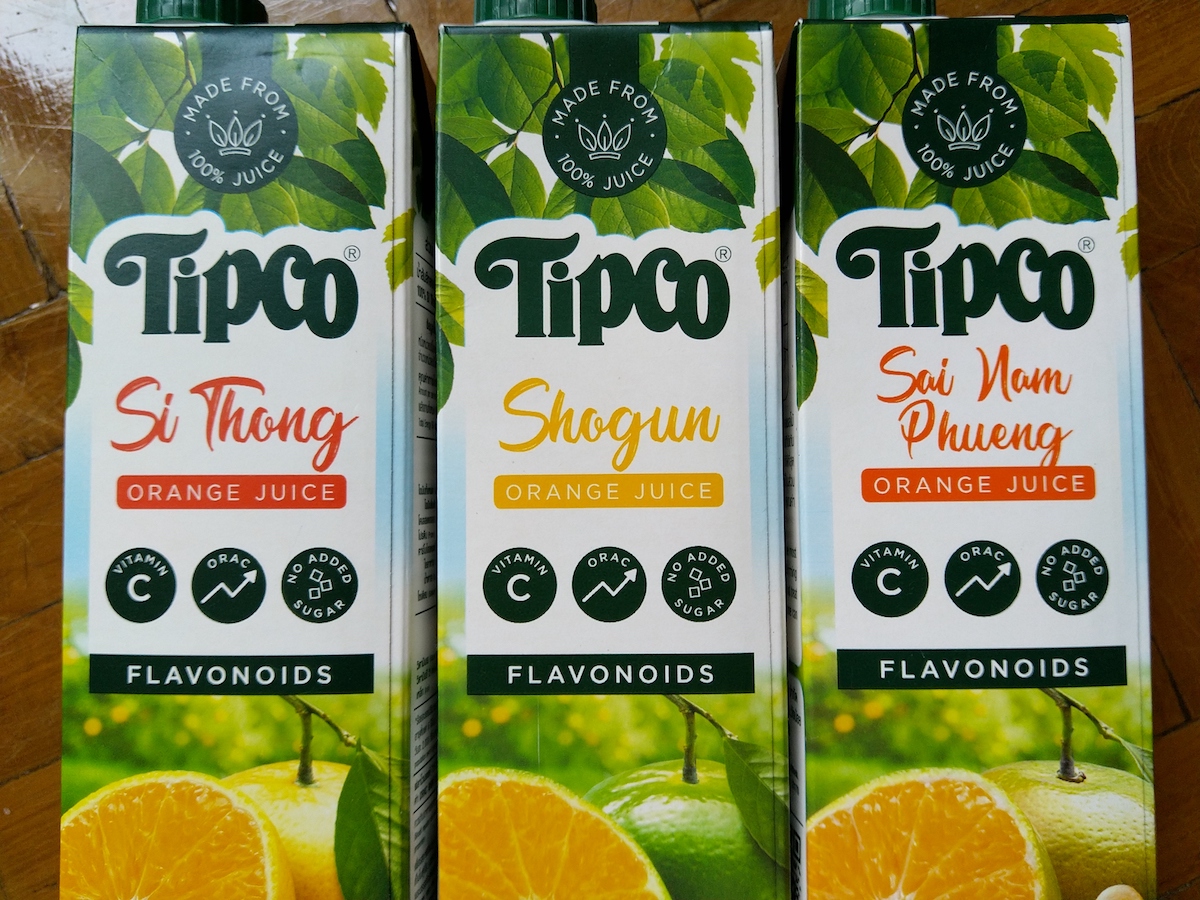 MADE FROM
100% JUICE
Tipco®
Si Thong
ORANGE JUICE
VITAMIN
C
ORAC
NO ADDED
SUGAR
FLAVONOIDS
MADE FROM
100% JUICE
Tipco®
Shogun
ORANGE JUICE
VITAMIN
C
ORAC
NO ADDED
SUGAR
FLAVONOIDS
MADE FROM
100% JUICE
Tipco®
Sai Nam
Phueng
ORANGE JUICE
VITAMIN
C
ORAC
NO ADDED
SUGAR
FLAVONOIDS